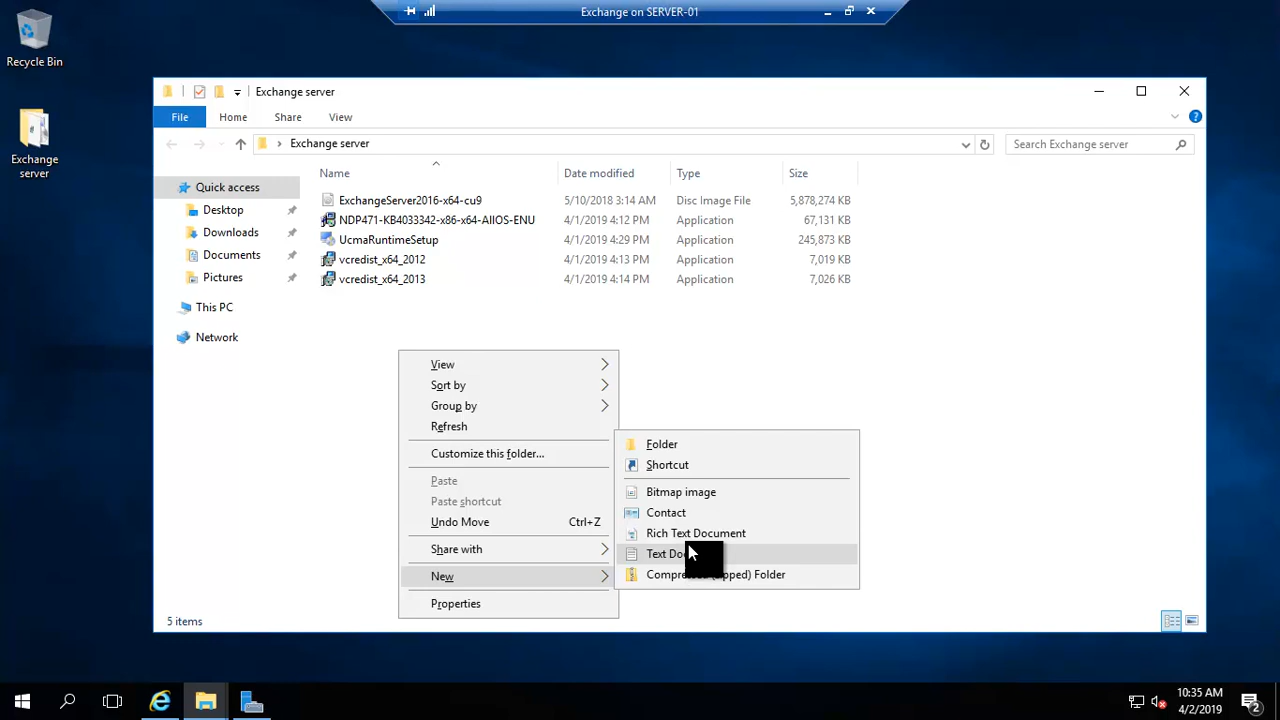 Exchange on SERVER-01
Recycle Bin
Exchange
server
Exchange server
File Home Share View
Exchange server
Search Exchange server
Name Date modified Type Size
Quick access
Desktop
Downloads
Documents
Pictures
This PC
Network
ExchangeServer2016-x64-cu9 5/10/2018 3:14 AM Disc Image File 5,878,274 KB
NDP471-KB4033342-x86-x64-AllOS-ENU 4/1/2019 4:12 PM Application 67,131 KB
UcmaRuntimeSetup 4/1/2019 4:29 PM Application 245,873 KB
vcredist_x64_2012 4/1/2019 4:13 PM Application 7,019 KB
vcredist_x64_2013 4/1/2019 4:14 PM Application 7,026 KB
View
Sort by
Group by
Refresh
Customize this folder...
Paste
Paste shortcut
Undo Move Ctrl+Z
Share with
New
Properties
Folder
Shortcut
Bitmap image
Contact
Rich Text Document
Text
Folder
5 items
10:35 AM
4/2/2019
2